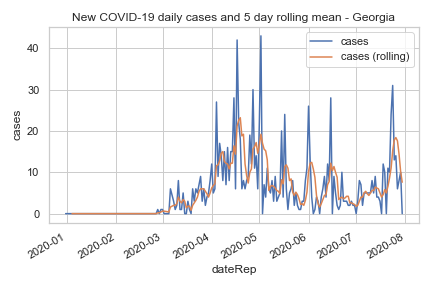 New COVID-19 daily cases and 5 day rolling mean - Georgia
cases
cases (rolling)
40
30
20
10
0
cases
2020-01
2020-02
2020-03
2020-04
2020-05
2020-06
2020-07
2020-08
dateRep